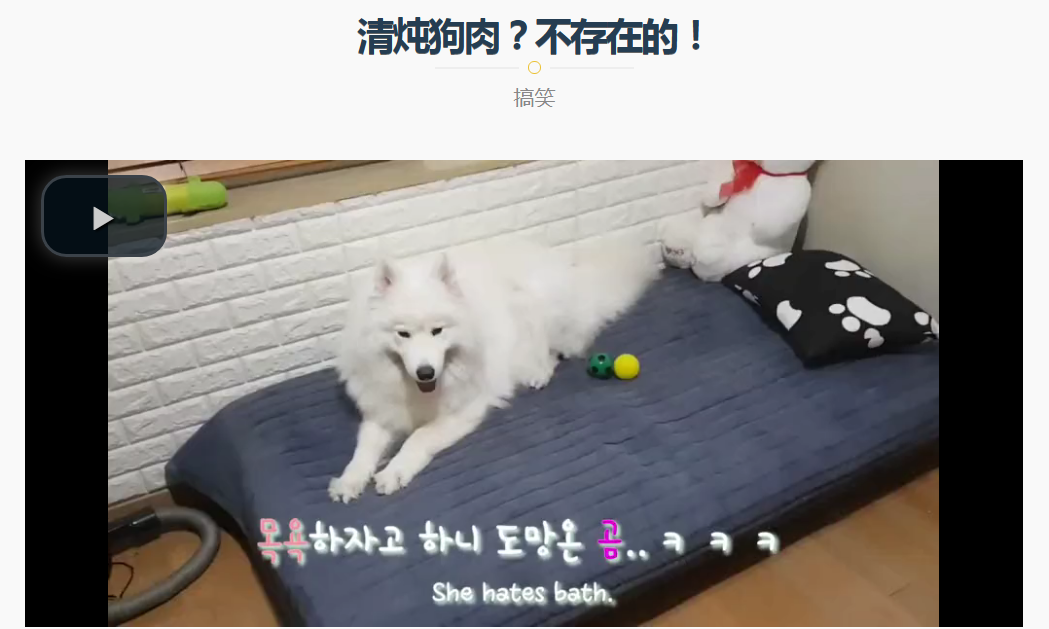 清炖狗肉？不存在的！
搞笑
목욕하자고 하니 도망온 곰.. ㅋ ㅋ ㅋ
She hates bath.